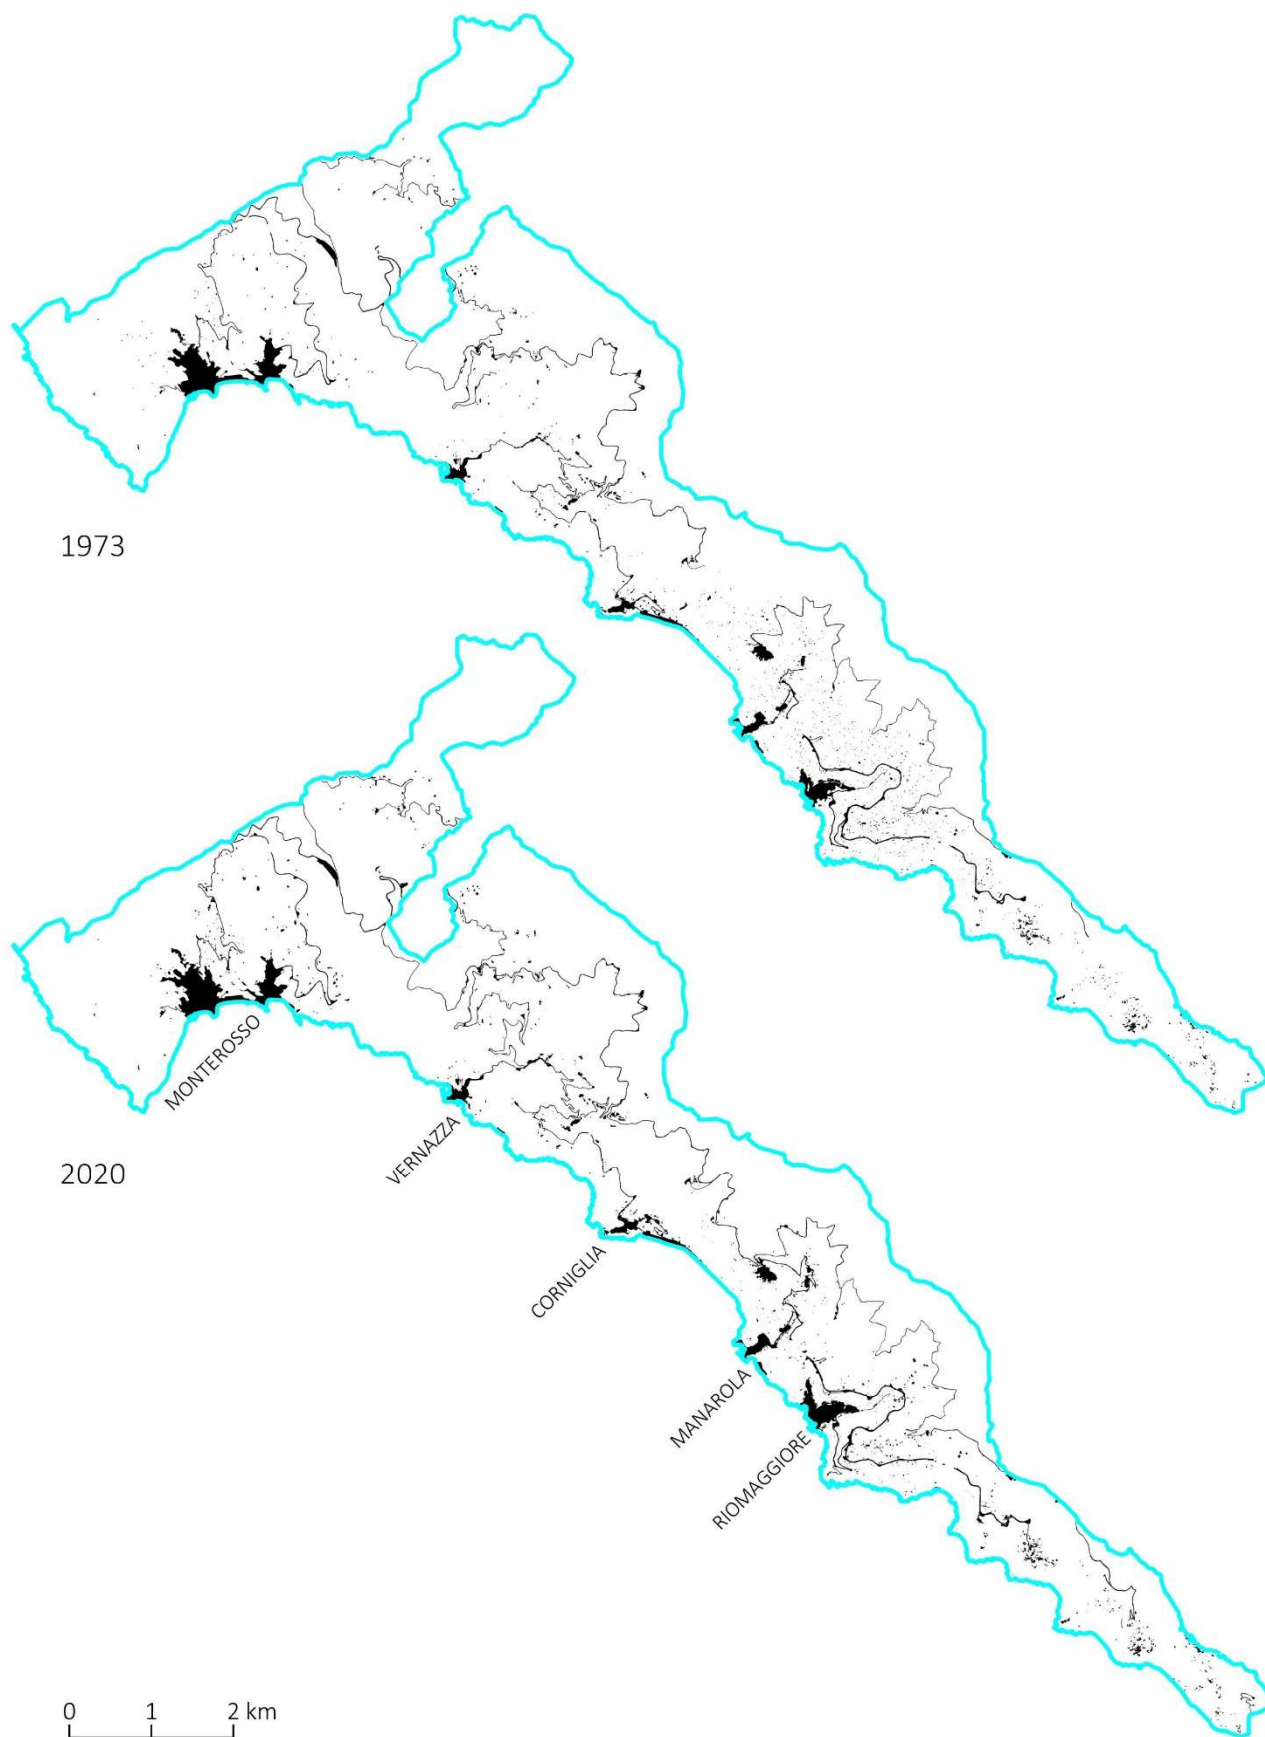 1973
MONTEROSSO
2020
VERNAZZA
CORNIGLIA
MANAROLA
RIOMAGGIORE
0 1 2 km